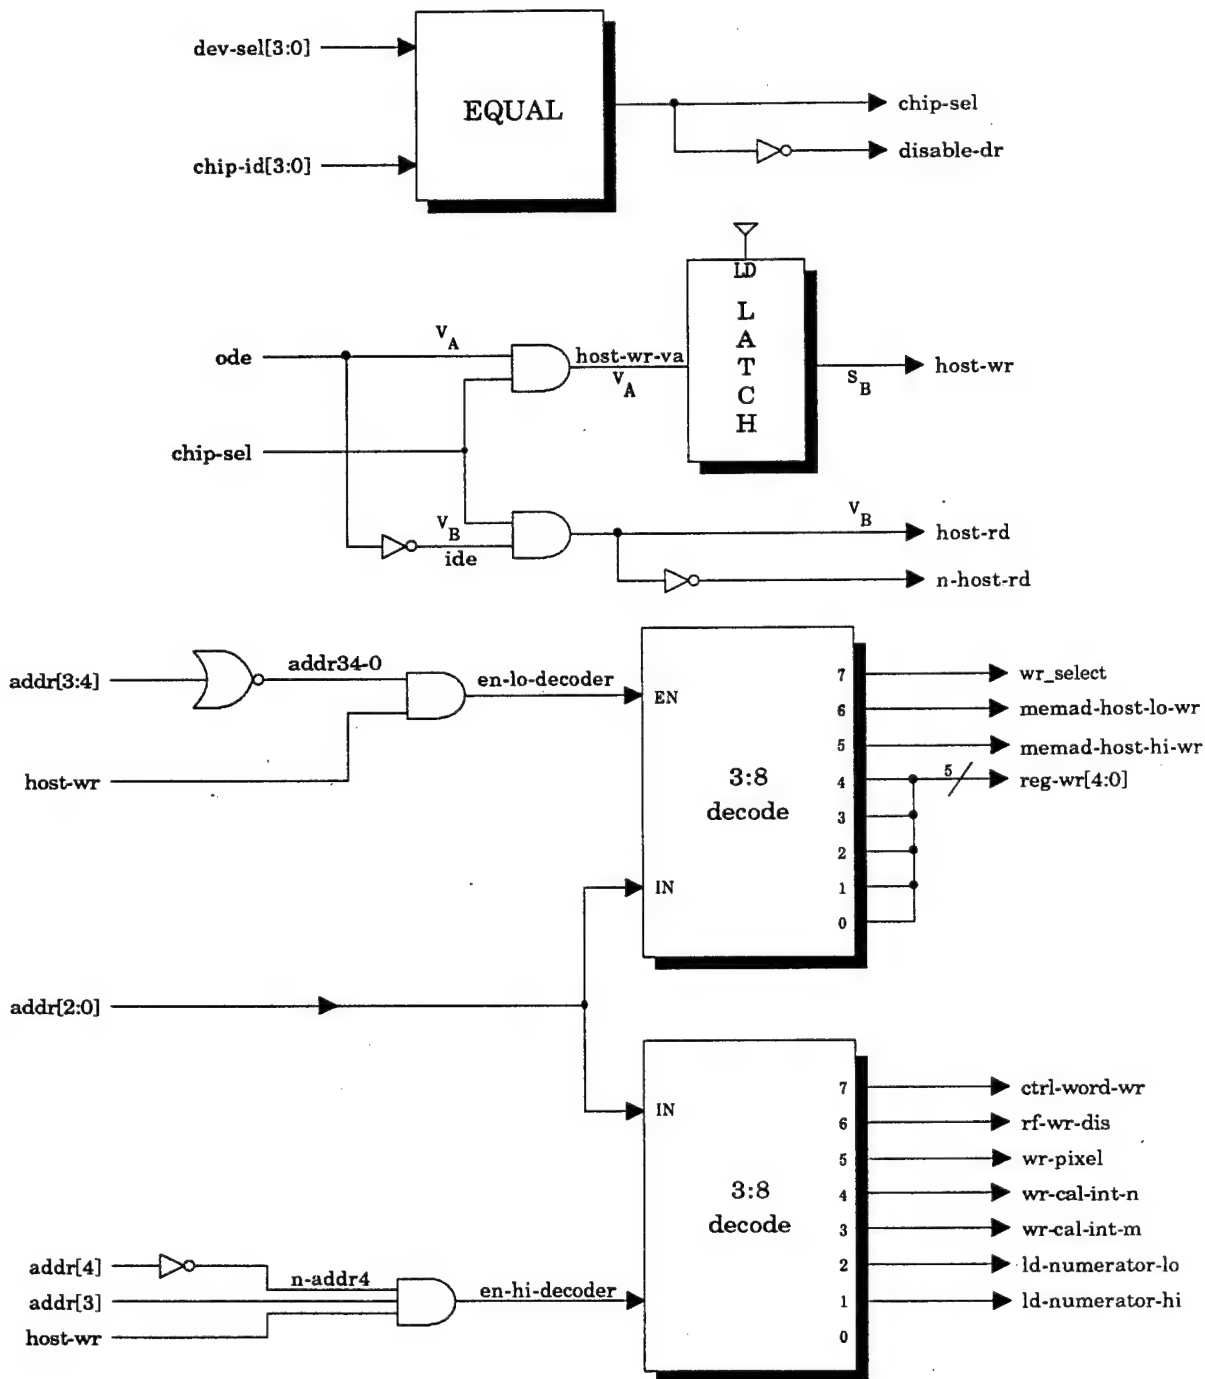 dev-sel[3:0]
EQUAL
chip-sel
chip-id[3:0]
disable-dr
LD
L
A
T
C
H
ode
V
A
host-wr-va
V
A
S
B
host-wr
chip-sel
V
B
ide
V
B
host-rd
n-host-rd
addr[3:4]
addr34-0
en-lo-decoder
EN
host-wr
3:8
decode
IN
7
6
5
4
3
2
1
0
wr_select
memad-host-lo-wr
memad-host-hi-wr
5
reg-wr[4:0]
addr[2:0]
IN
3:8
decode
7
6
5
4
3
2
1
0
ctrl-word-wr
rf-wr-dis
wr-pixel
wr-cal-int-n
wr-cal-int-m
ld-numerator-lo
ld-numerator-hi
addr[4]
n-addr4
addr[3]
en-hi-decoder
host-wr